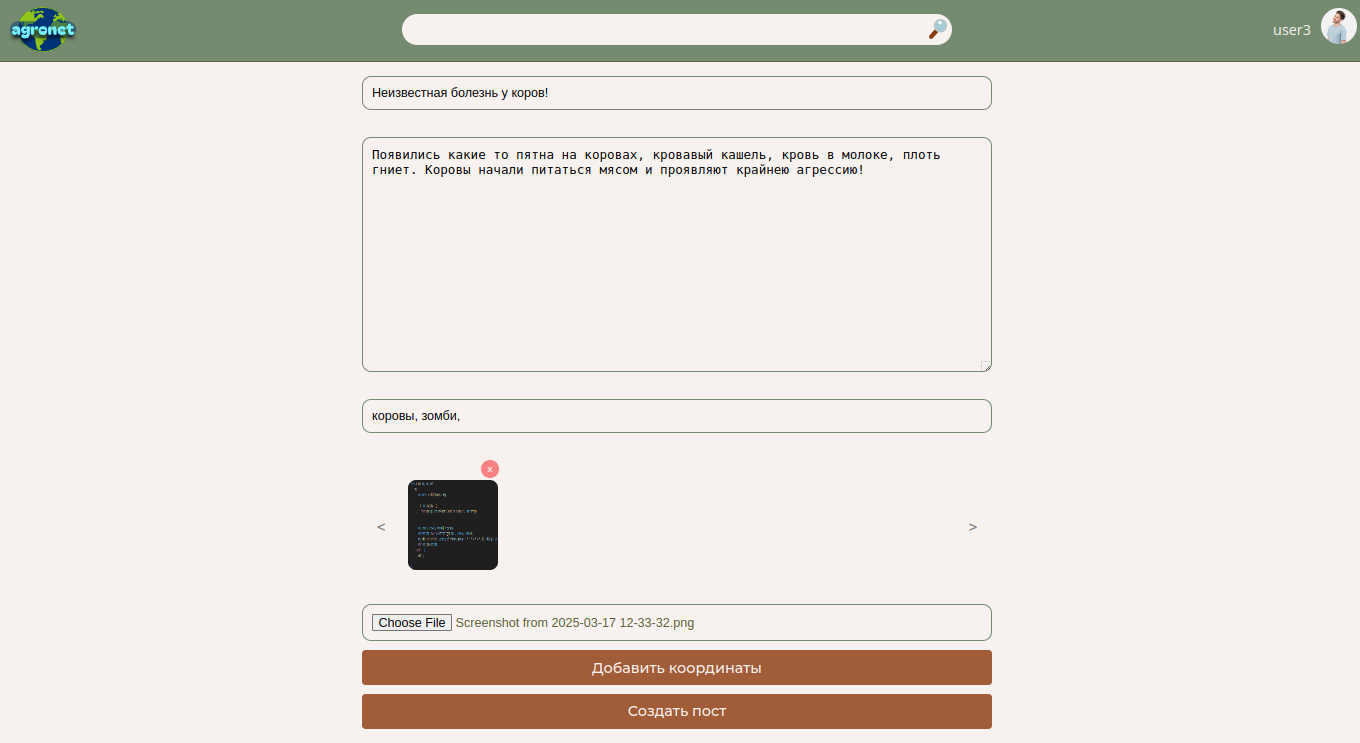 agronet
user3
Неизвестная болезнь у коров!
Появились какие то пятна на коровах, кровавый кашель, кровь в молоке, плоть
гниет. Коровы начали питаться мясом и проявляют крайнею агрессию!
коровы, зомби,
x
< >
Choose File Screenshot from 2025-03-17 12-33-32.png
Добавить координаты
Создать пост